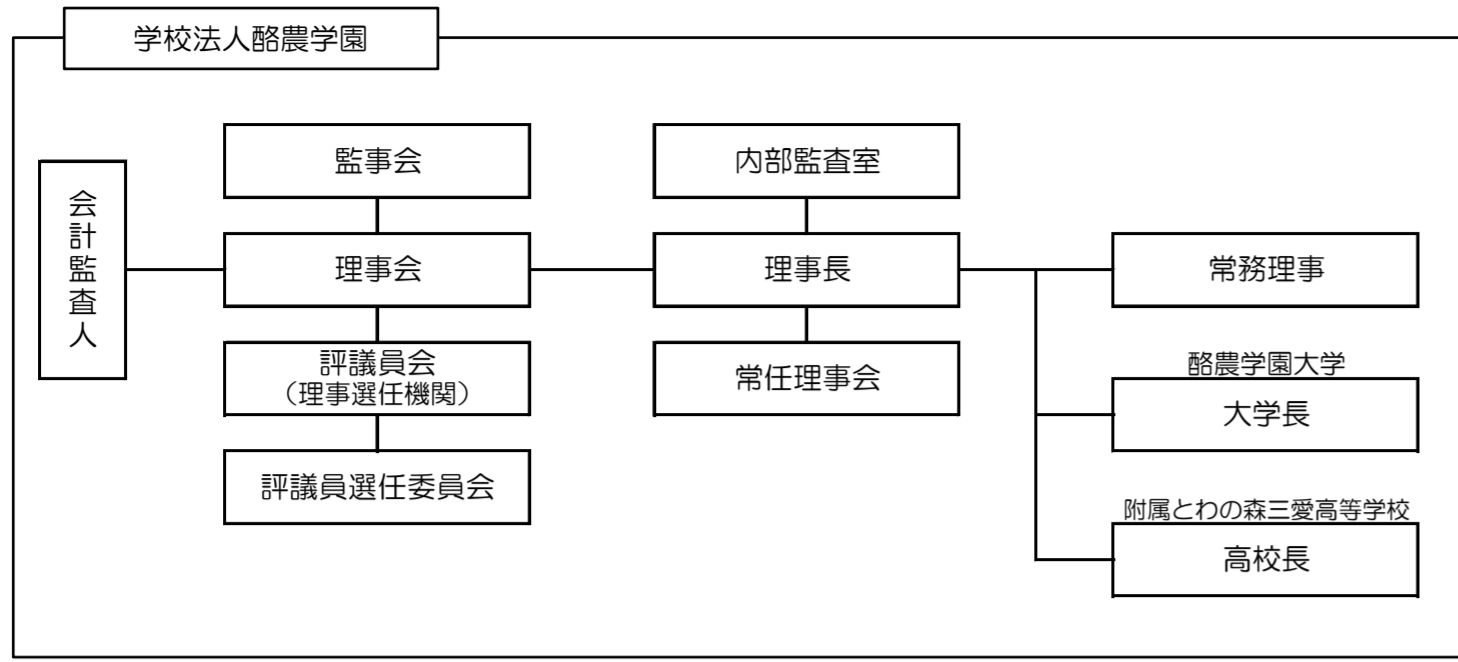 学校法人酪農学園
会計監査人
監事会
理事会
評議員会
（理事選任機関）
評議員選任委員会
内部監査室
理事長
常任理事会
常務理事
酪農学園大学
大学長
附属とわの森三愛高等学校
高校長